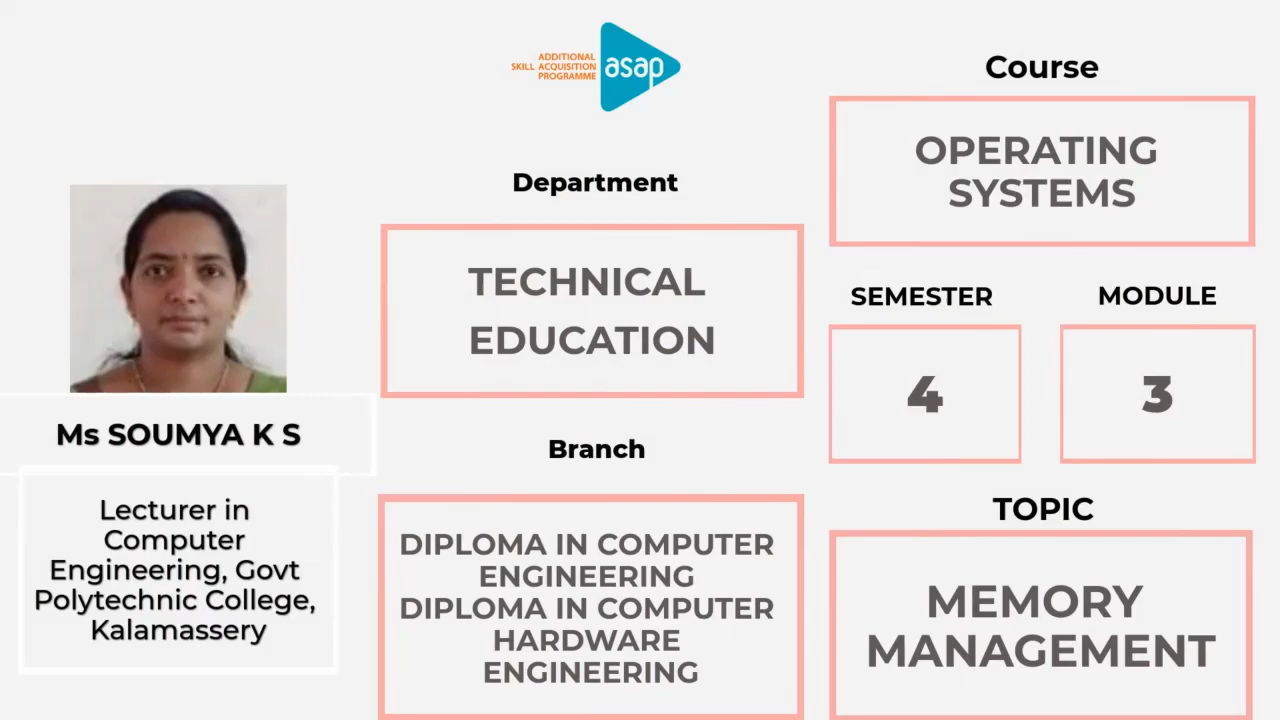 ADDITIONAL
SKILL ACQUISITION
PROGRAMME
asap
Ms SOUMYA K S
Lecturer in
Computer
Engineering, Govt
Polytechnic College,
Kalamassery
Department
TECHNICAL
EDUCATION
Branch
DIPLOMA IN COMPUTER
ENGINEERING
DIPLOMA IN COMPUTER
HARDWARE
ENGINEERING
Course
OPERATING
SYSTEMS
SEMESTER
4
MODULE
3
TOPIC
MEMORY
MANAGEMENT